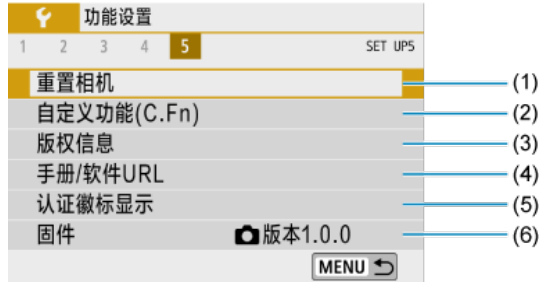 功能设置
1 2 3 4 5 SET UP5
重置相机 (1)
自定义功能(C.Fn) (2)
版权信息 (3)
手册/软件URL (4)
认证徽标显示 (5)
固件 版本1.0.0 (6)
MENU